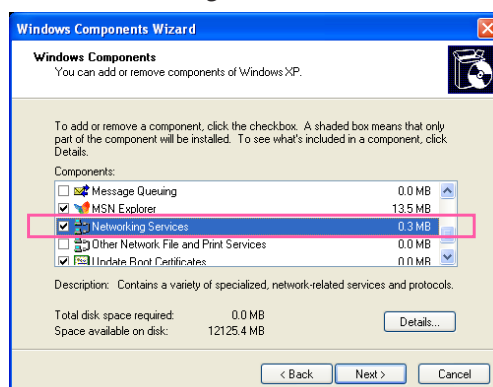 Windows Components Wizard
Windows Components
You can add or remove components of Windows XP.
To add or remove a component, click the checkbox. A shaded box means that only
part of the component will be installed. To see what's included in a component, click
Details.
Components:
Message Queuing 0.0 MB
MSN Explorer 13.5 MB
Networking Services 0.3 MB
Other Network File and Print Services 0.0 MB
Update Root Certificates 0.0 MB
Description: Contains a variety of specialized, network-related services and protocols.
Total disk space required: 0.0 MB
Space available on disk: 12125.4 MB
Details...
< Back Next > Cancel